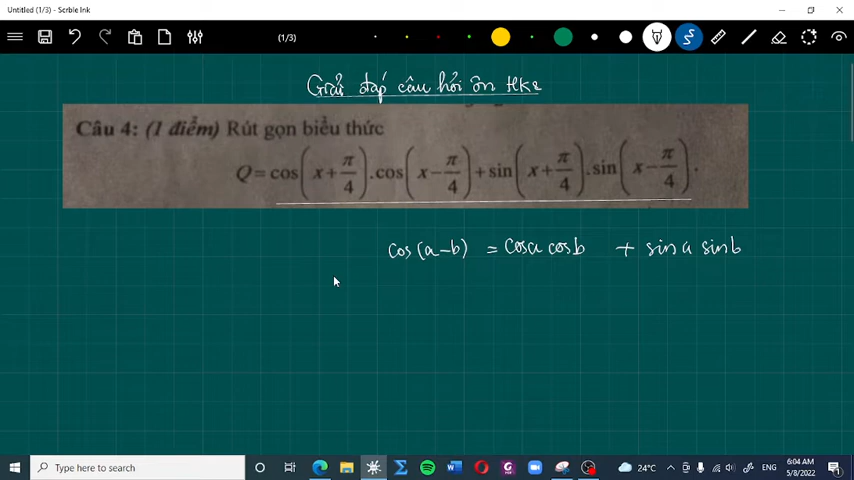 Untitled (1/3) - Scrble Ink
(1/3)
Giải đáp câu hỏi ôn HK2
Câu 4: (1 điểm) Rút gọn biểu thức
Q=cos(x+π/4).cos(x−π/4)+sin(x+π/4).sin(x−π/4).
cos(a-b) = cosa cosb + sina sinb
Type here to search
24°C
ENG
6:04 AM
5/8/2022